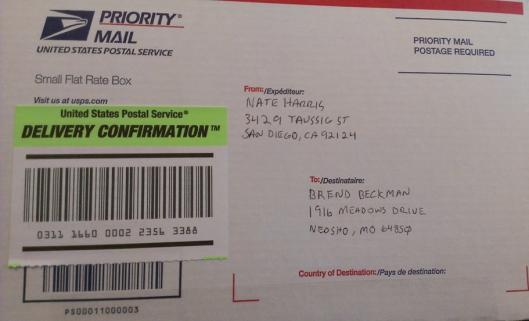 PRIORITY®
MAIL
UNITED STATES POSTAL SERVICE
PRIORITY MAIL
POSTAGE REQUIRED
Small Flat Rate Box
Visit us at usps.com
United States Postal Service®
DELIVERY CONFIRMATION™
0311 1660 0002 2356 3388
PS00011000003
From:/Expéditeur:
NATE HARRIS
3429 TAUSSIG ST
SAN DIEGO, CA 92124
To:/Destinataire:
BREND BECKMAN
1916 MEADOWS DRIVE
NEOSHO, MO 64850
Country of Destination:/Pays de destination: